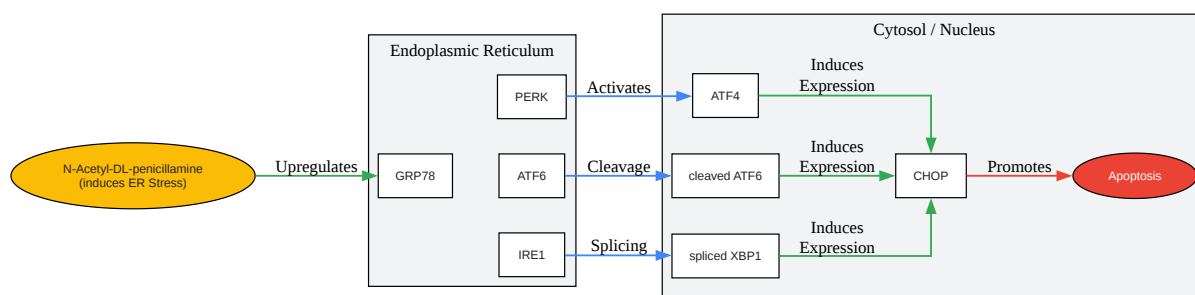 Endoplasmic Reticulum
Cytosol / Nucleus
N-Acetyl-DL-penicillamine
(induces ER Stress)
Upregulates
GRP78
PERK
Activates
ATF4
Induces
Expression
ATF6
Cleavage
cleaved ATF6
Induces
Expression
CHOP
Promotes
Apoptosis
IRE1
Splicing
spliced XBP1
Induces
Expression